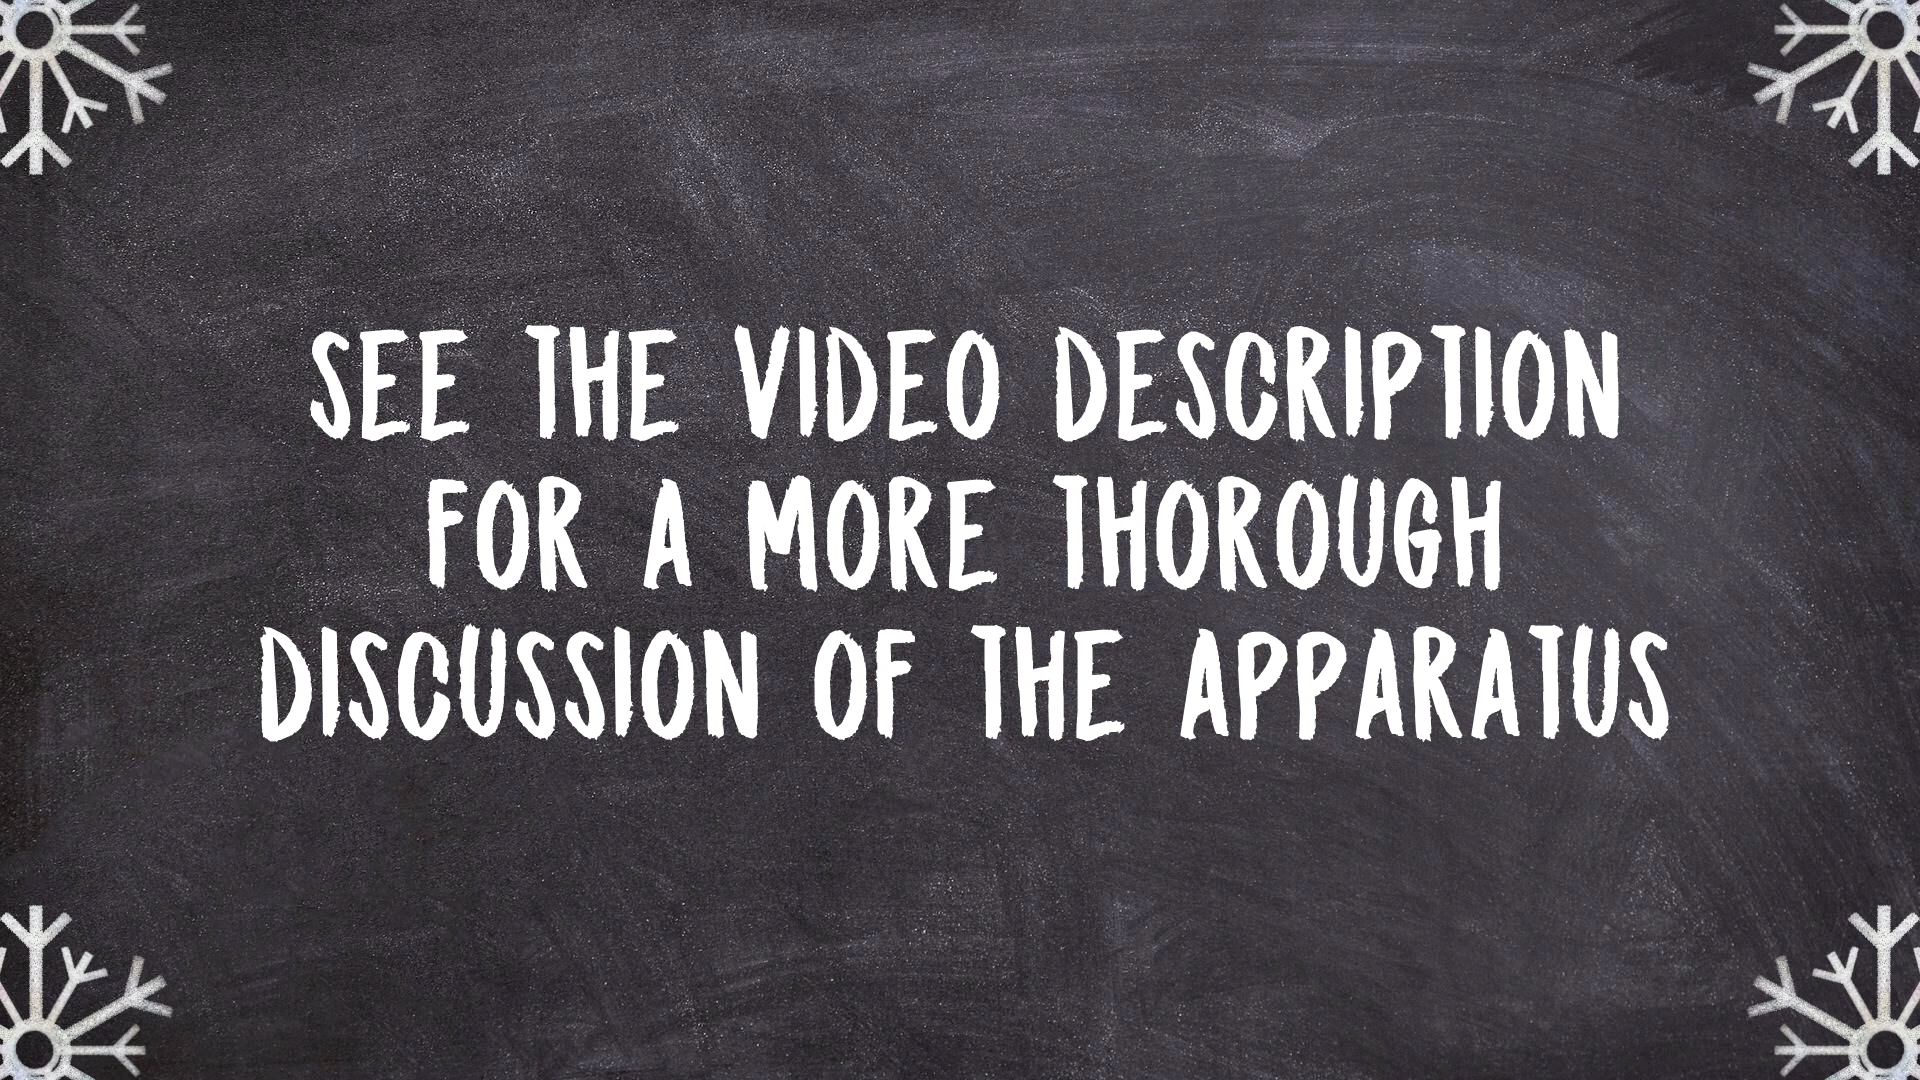 SEE THE VIDEO DESCRIPTION
FOR A MORE THOROUGH
DISCUSSION OF THE APPARATUS